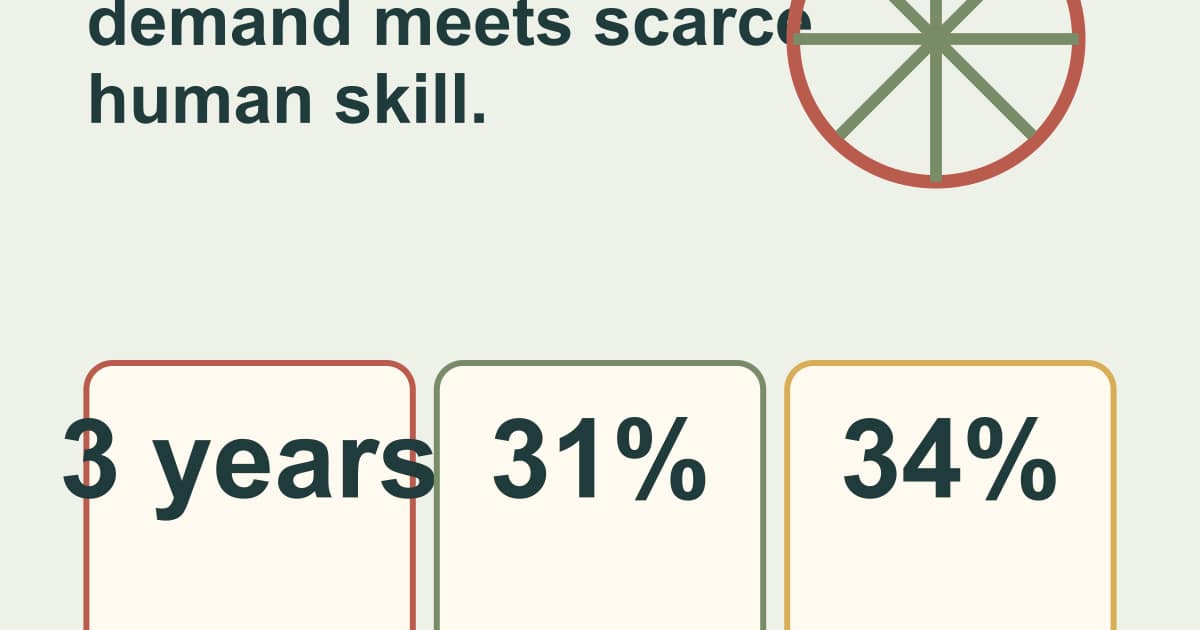 demand meets scarce
human skill.
3 years
31%
34%